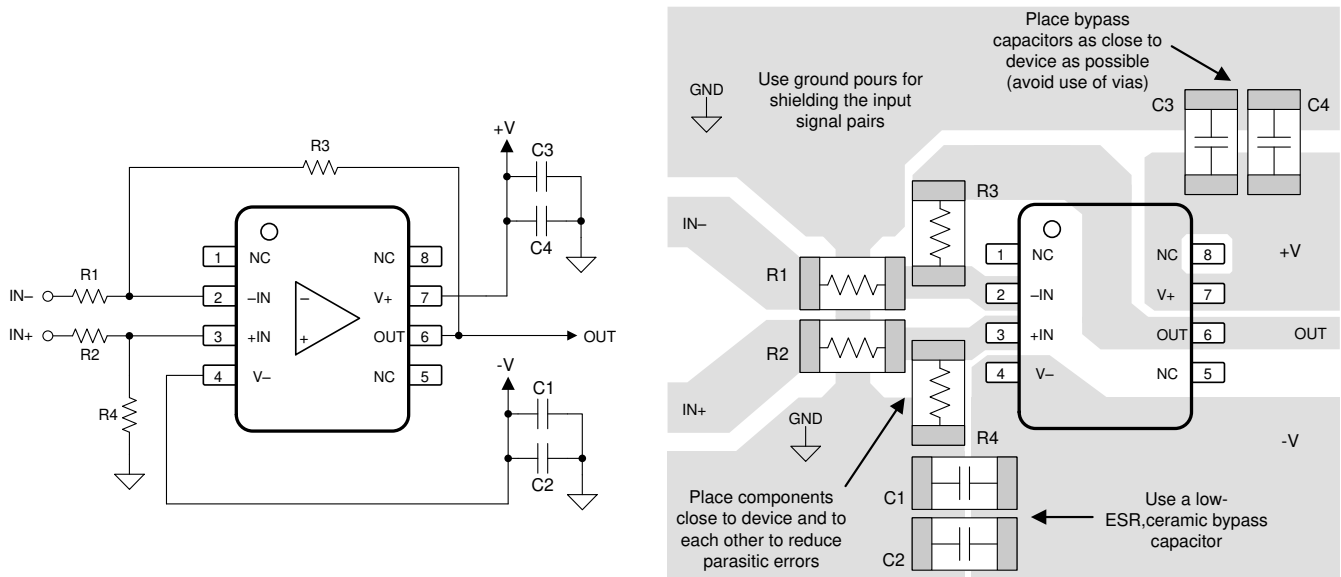 +V
R3
C3
C4
1
NC
NC
8
R1
IN–
2
–IN
V+
7
–
IN+
3
+IN
+
OUT
6
OUT
R2
4
V–
NC
5
-V
R4
C1
C2
Place bypass
capacitors as close to
device as possible
(avoid use of vias)
Use ground pours for
shielding the input
signal pairs
GND
C3
C4
R3
IN–
1
NC
NC
8
+V
R1
2
–IN
V+
7
3
+IN
OUT
6
OUT
R2
4
V–
NC
5
IN+
GND
R4
-V
C1
C2
Place components
close to device and to
each other to reduce
parasitic errors
Use a low-
ESR,ceramic bypass
capacitor